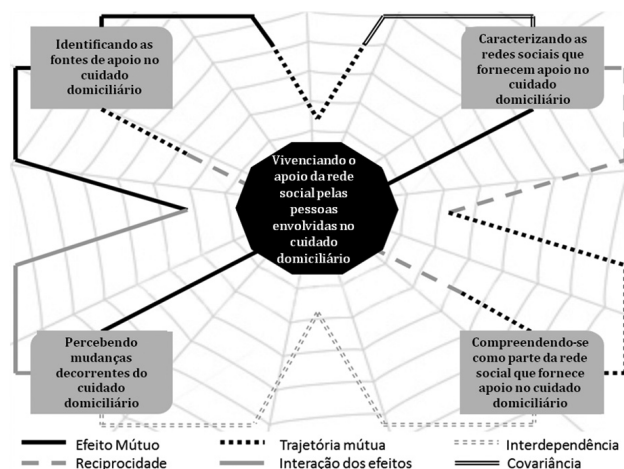 Identificando as
fontes de apoio no
cuidado
domiciliário
Caracterizando as
redes sociais que
fornecem apoio no
cuidado
domiciliário
Vivenciando o
apoio da rede
social pelas
pessoas
envolvidas no
cuidado
domiciliário
Percebendo
mudanças
decorrentes do
cuidado
domiciliário
Compreendendo-se
como parte da rede
social que fornece
apoio no cuidado
domiciliário
Efeito Mútuo
Trajetória mútua
Interdependência
Reciprocidade
Interação dos efeitos
Covariância